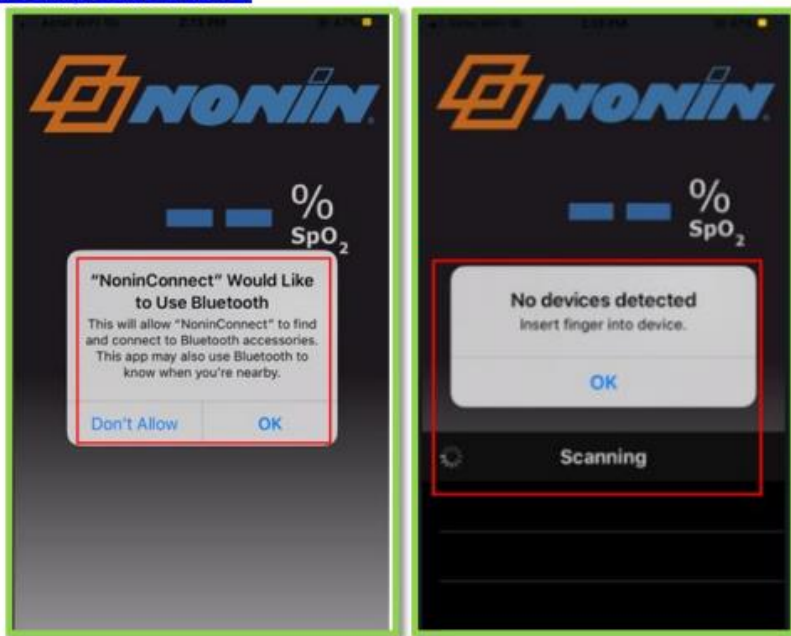 NONIN.
%
SpO2
"NoninConnect" Would Like
to Use Bluetooth
This will allow "NoninConnect" to find
and connect to Bluetooth accessories.
This app may also use Bluetooth to
know when you're nearby.
Don't Allow OK
NONIN.
%
SpO2
No devices detected
Insert finger into device.
OK
Scanning